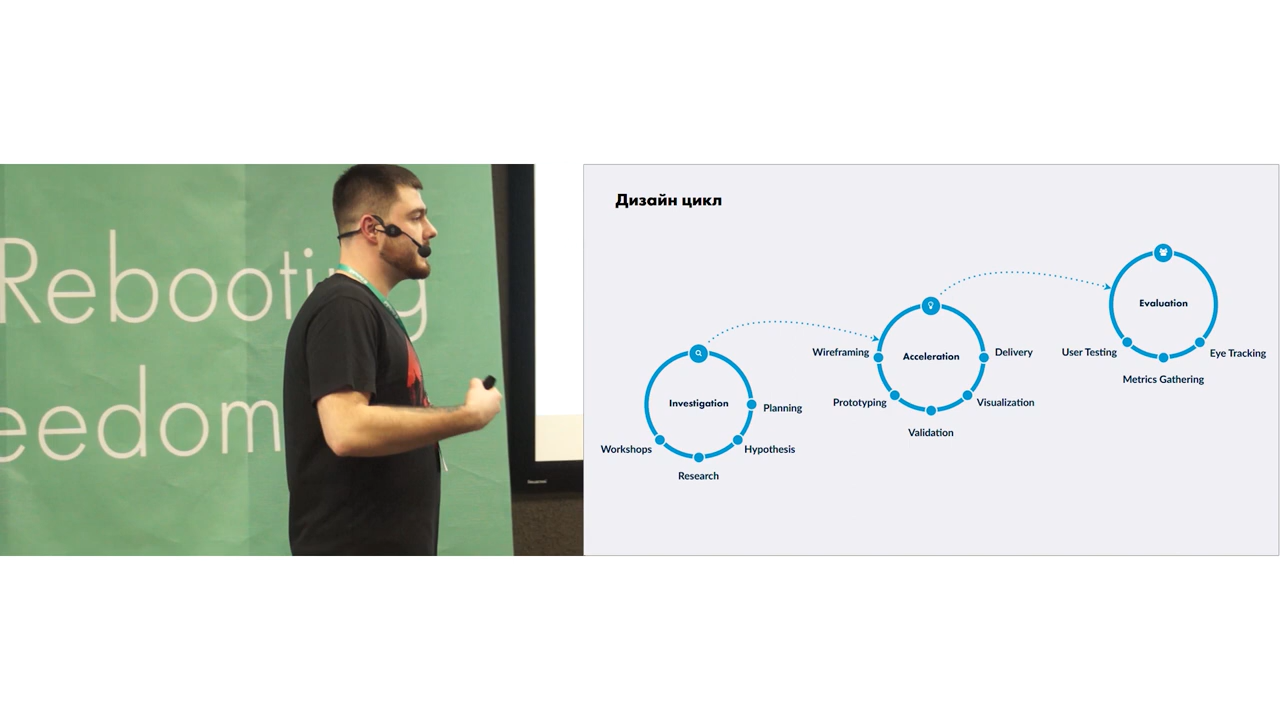 Rebooting
eedom
Дизайн цикл
Investigation
Workshops
Research
Hypothesis
Planning
Acceleration
Wireframing
Prototyping
Validation
Visualization
Delivery
Evaluation
User Testing
Metrics Gathering
Eye Tracking